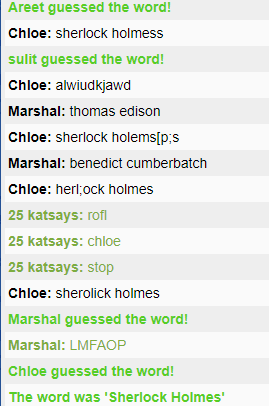 Areet guessed the word!
Chloe: sherlock holmess
sulit guessed the word!
Chloe: alwiudkjawd
Marshal: thomas edison
Chloe: sherlock holems[p;s
Marshal: benedict cumberbatch
Chloe: herl;ock holmes
25 katsays: rofl
25 katsays: chloe
25 katsays: stop
Chloe: sherolick holmes
Marshal guessed the word!
Marshal: LMFAOP
Chloe guessed the word!
The word was 'Sherlock Holmes'